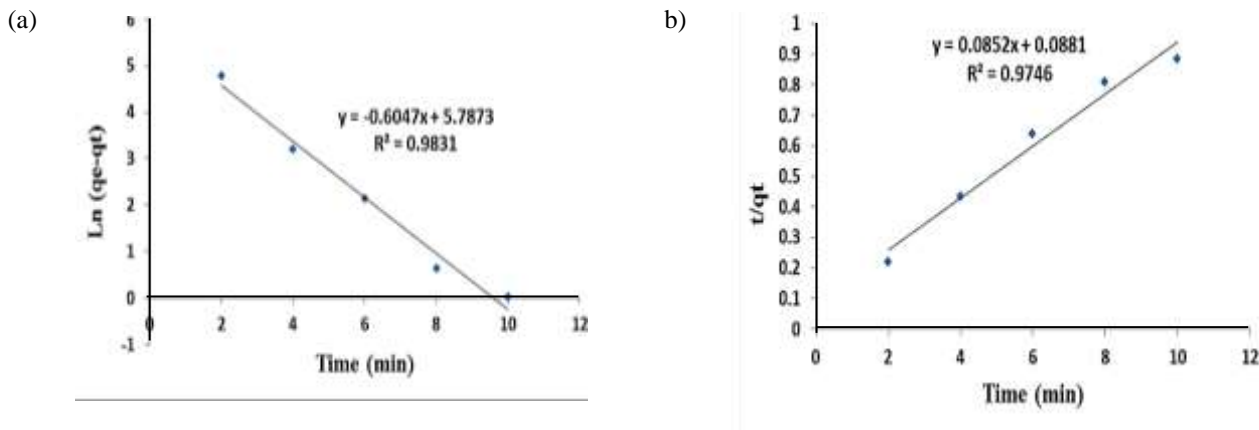 (a)
6
5
4
3
2
1
0
-1
0 2 4 6 8 10 12
Ln (qe-qt)
y = -0.6047x + 5.7873
R² = 0.9831
Time (min)
b)
1
0.9
0.8
0.7
0.6
0.5
0.4
0.3
0.2
0.1
0
0 2 4 6 8 10 12
t/qt
y = 0.0852x + 0.0881
R² = 0.9746
Time (min)